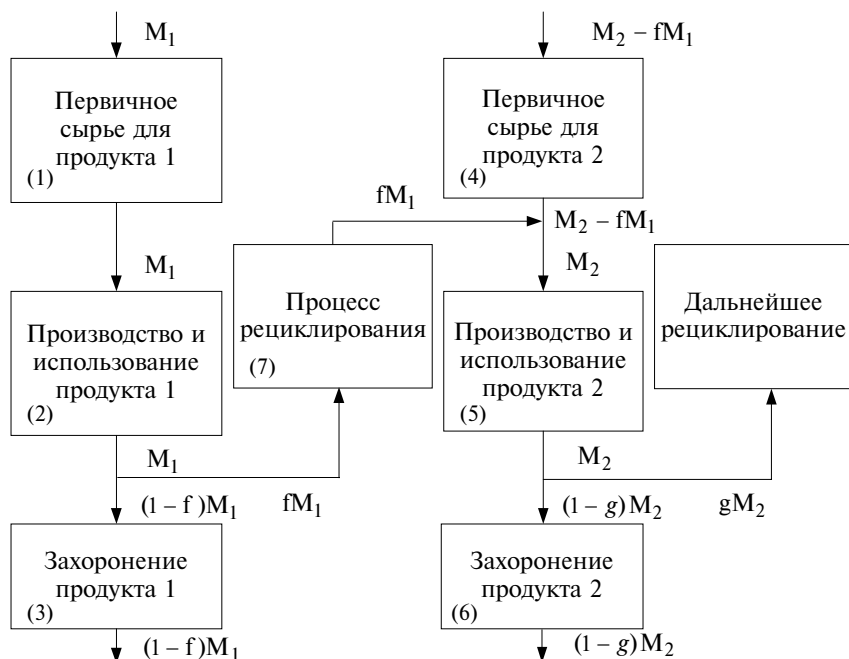 M₁
M₂ – fM₁
Первичное
сырье для
продукта 1
(1)
Первичное
сырье для
продукта 2
(4)
fM₁
M₂ – fM₁
M₁
M₂
Производство и
использование
продукта 1
(2)
Процесс
рециклирования
(7)
Производство и
использование
продукта 2
(5)
Дальнейшее
рециклирование
M₁
M₂
(1 – f )M₁
fM₁
(1 – g)M₂
gM₂
Захоронение
продукта 1
(3)
Захоронение
продукта 2
(6)
(1 – f)M₁
(1 – g)M₂